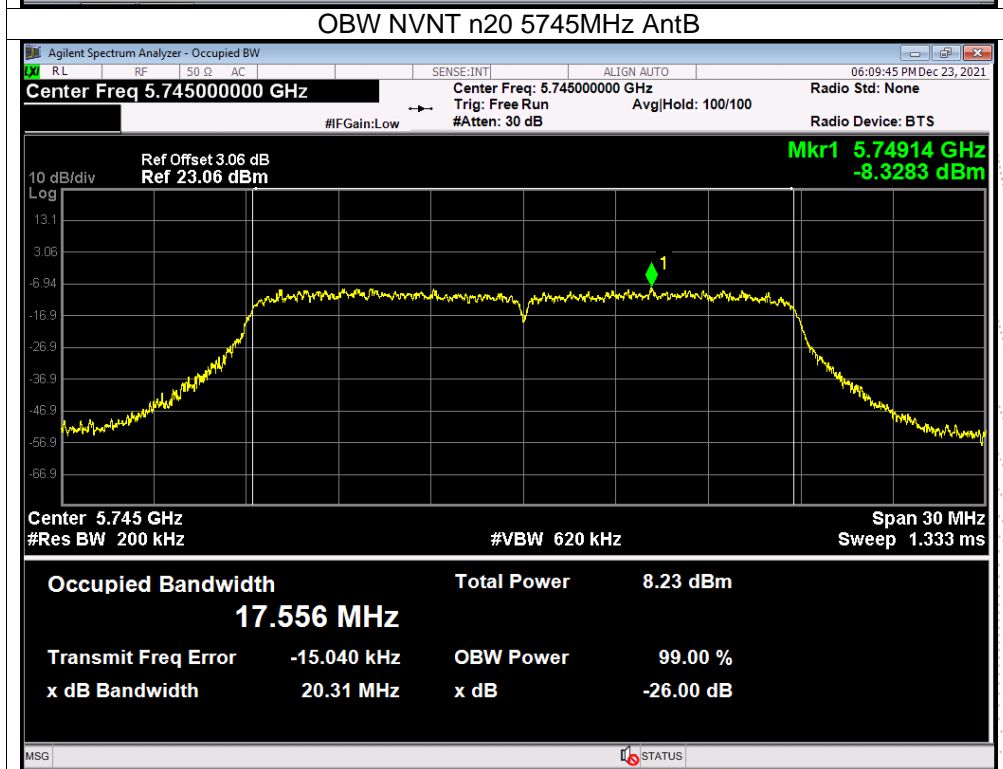 OBW NVNT n20 5745MHz AntB
Agilent Spectrum Analyzer - Occupied BW
LXI RL RF 50 Ω AC SENSE:INT ALIGN AUTO 06:09:45 PM Dec 23, 2021
Center Freq 5.745000000 GHz Center Freq: 5.745000000 GHz Radio Std: None
Trig: Free Run Avg|Hold: 100/100
#IFGain:Low #Atten: 30 dB Radio Device: BTS
Ref Offset 3.06 dB Mkr1 5.74914 GHz
10 dB/div Ref 23.06 dBm -8.3283 dBm
Log
13.1
3.06
1
-6.94
-16.9
-26.9
-36.9
-46.9
-56.9
-66.9
Center 5.745 GHz Span 30 MHz
#Res BW 200 kHz #VBW 620 kHz Sweep 1.333 ms
Occupied Bandwidth Total Power 8.23 dBm
17.556 MHz
Transmit Freq Error -15.040 kHz OBW Power 99.00 %
x dB Bandwidth 20.31 MHz x dB -26.00 dB
MSG STATUS